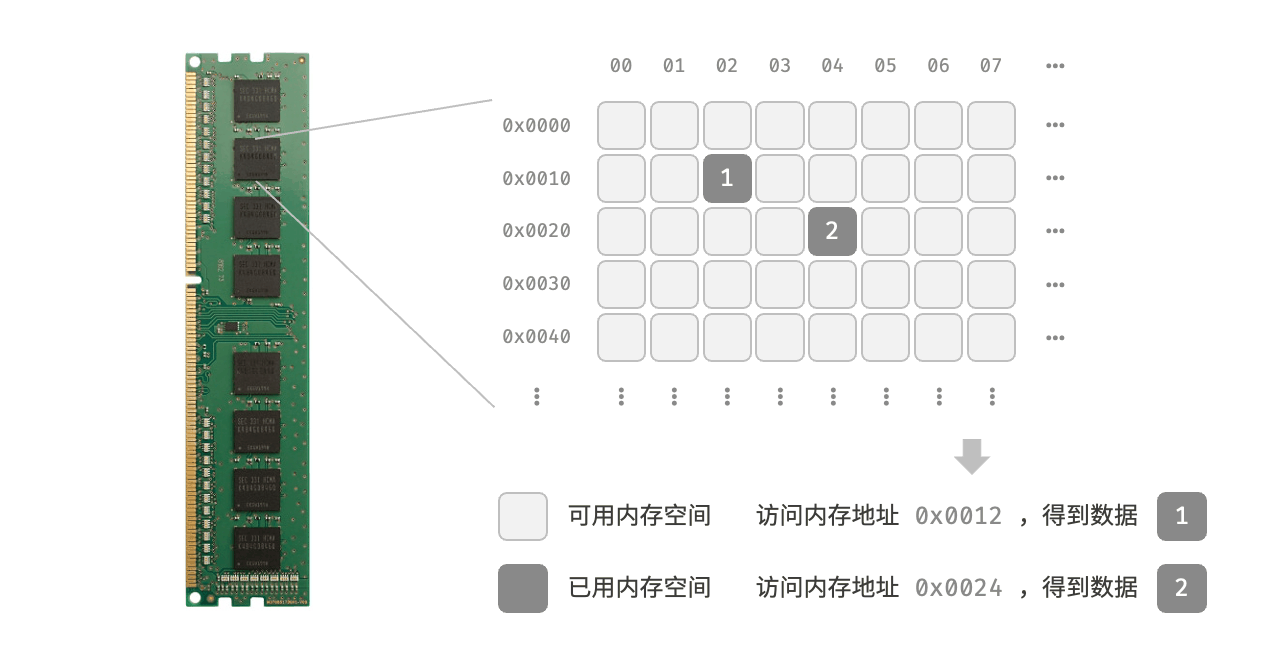 00 01 02 03 04 05 06 07 •••
0x0000 •••
0x0010 1 •••
0x0020 2 •••
0x0030 •••
0x0040 •••
可用内存空间 访问内存地址 0x0012 ，得到数据 1
已用内存空间 访问内存地址 0x0024 ，得到数据 2